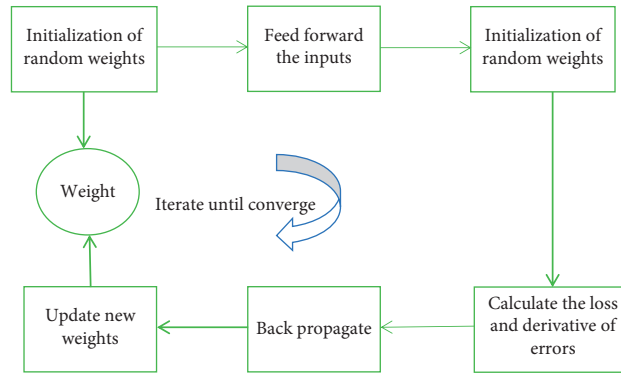 Initialization of
random weights
Feed forward
the inputs
Initialization of
random weights
Weight
Iterate until converge
Update new
weights
Back propagate
Calculate the loss
and derivative of
errors